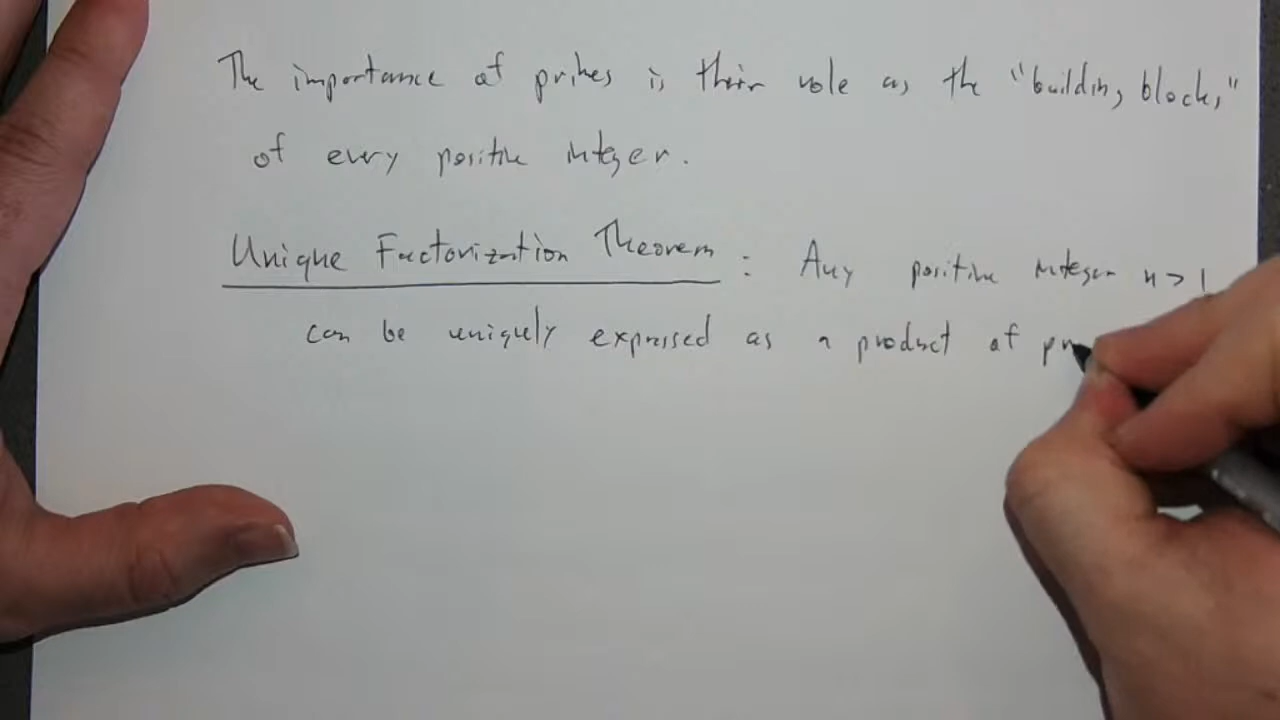 The importance of primes is their role as the "building blocks"
of every positive integer.
Unique Factorization Theorem : Any positive integer n > 1
can be uniquely expressed as a product of pr